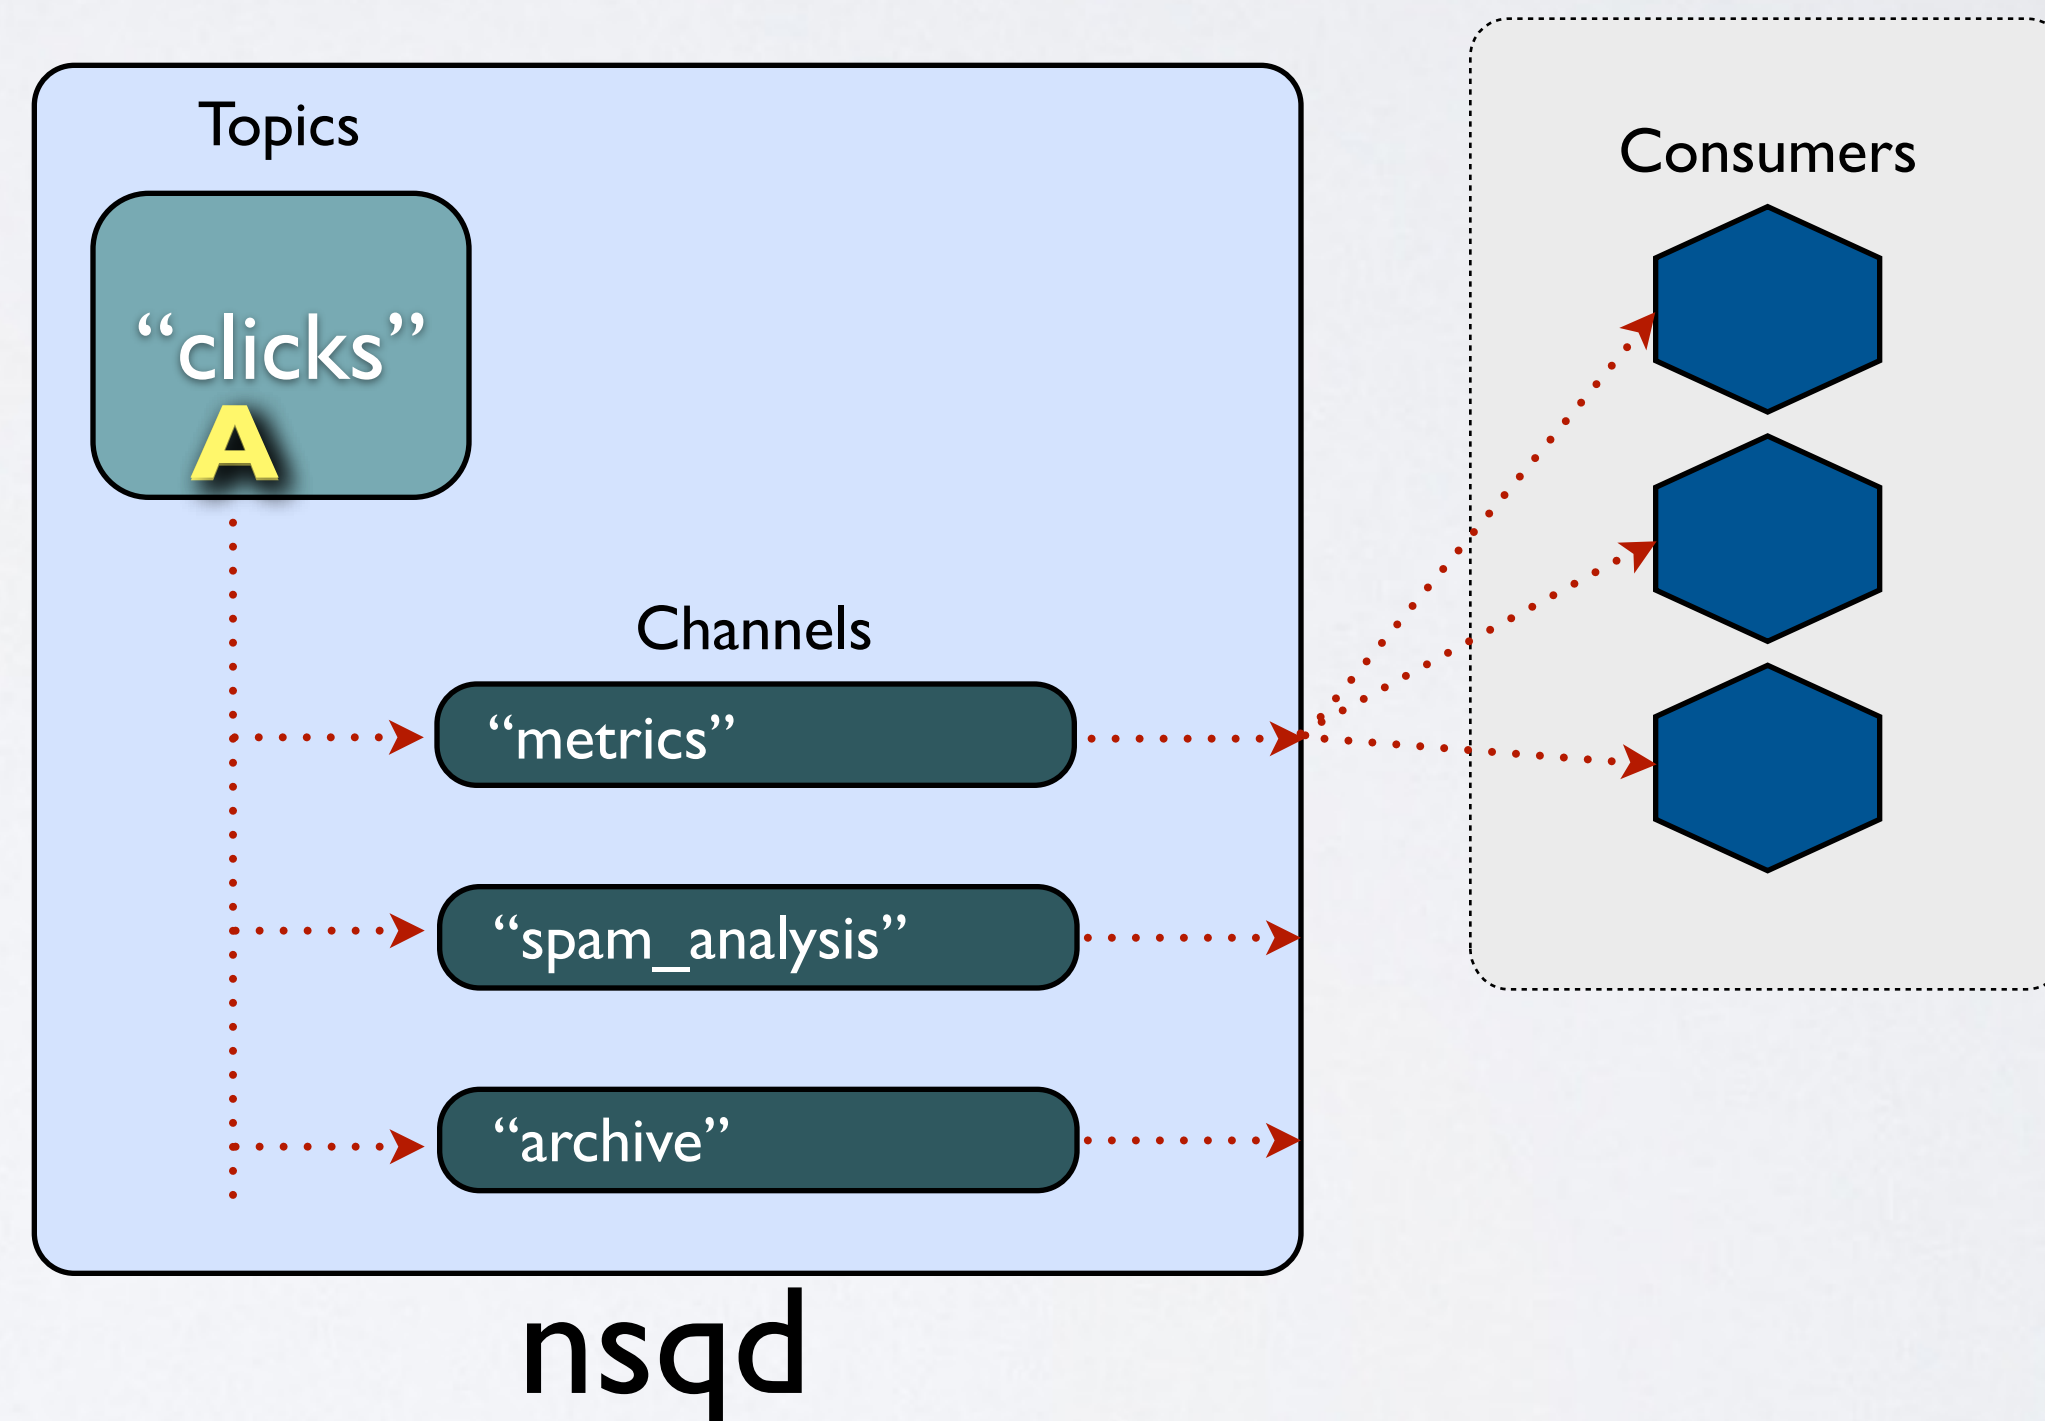 Topics
Consumers
“clicks”
A
Channels
“metrics”
“spam_analysis”
“archive”
nsqd